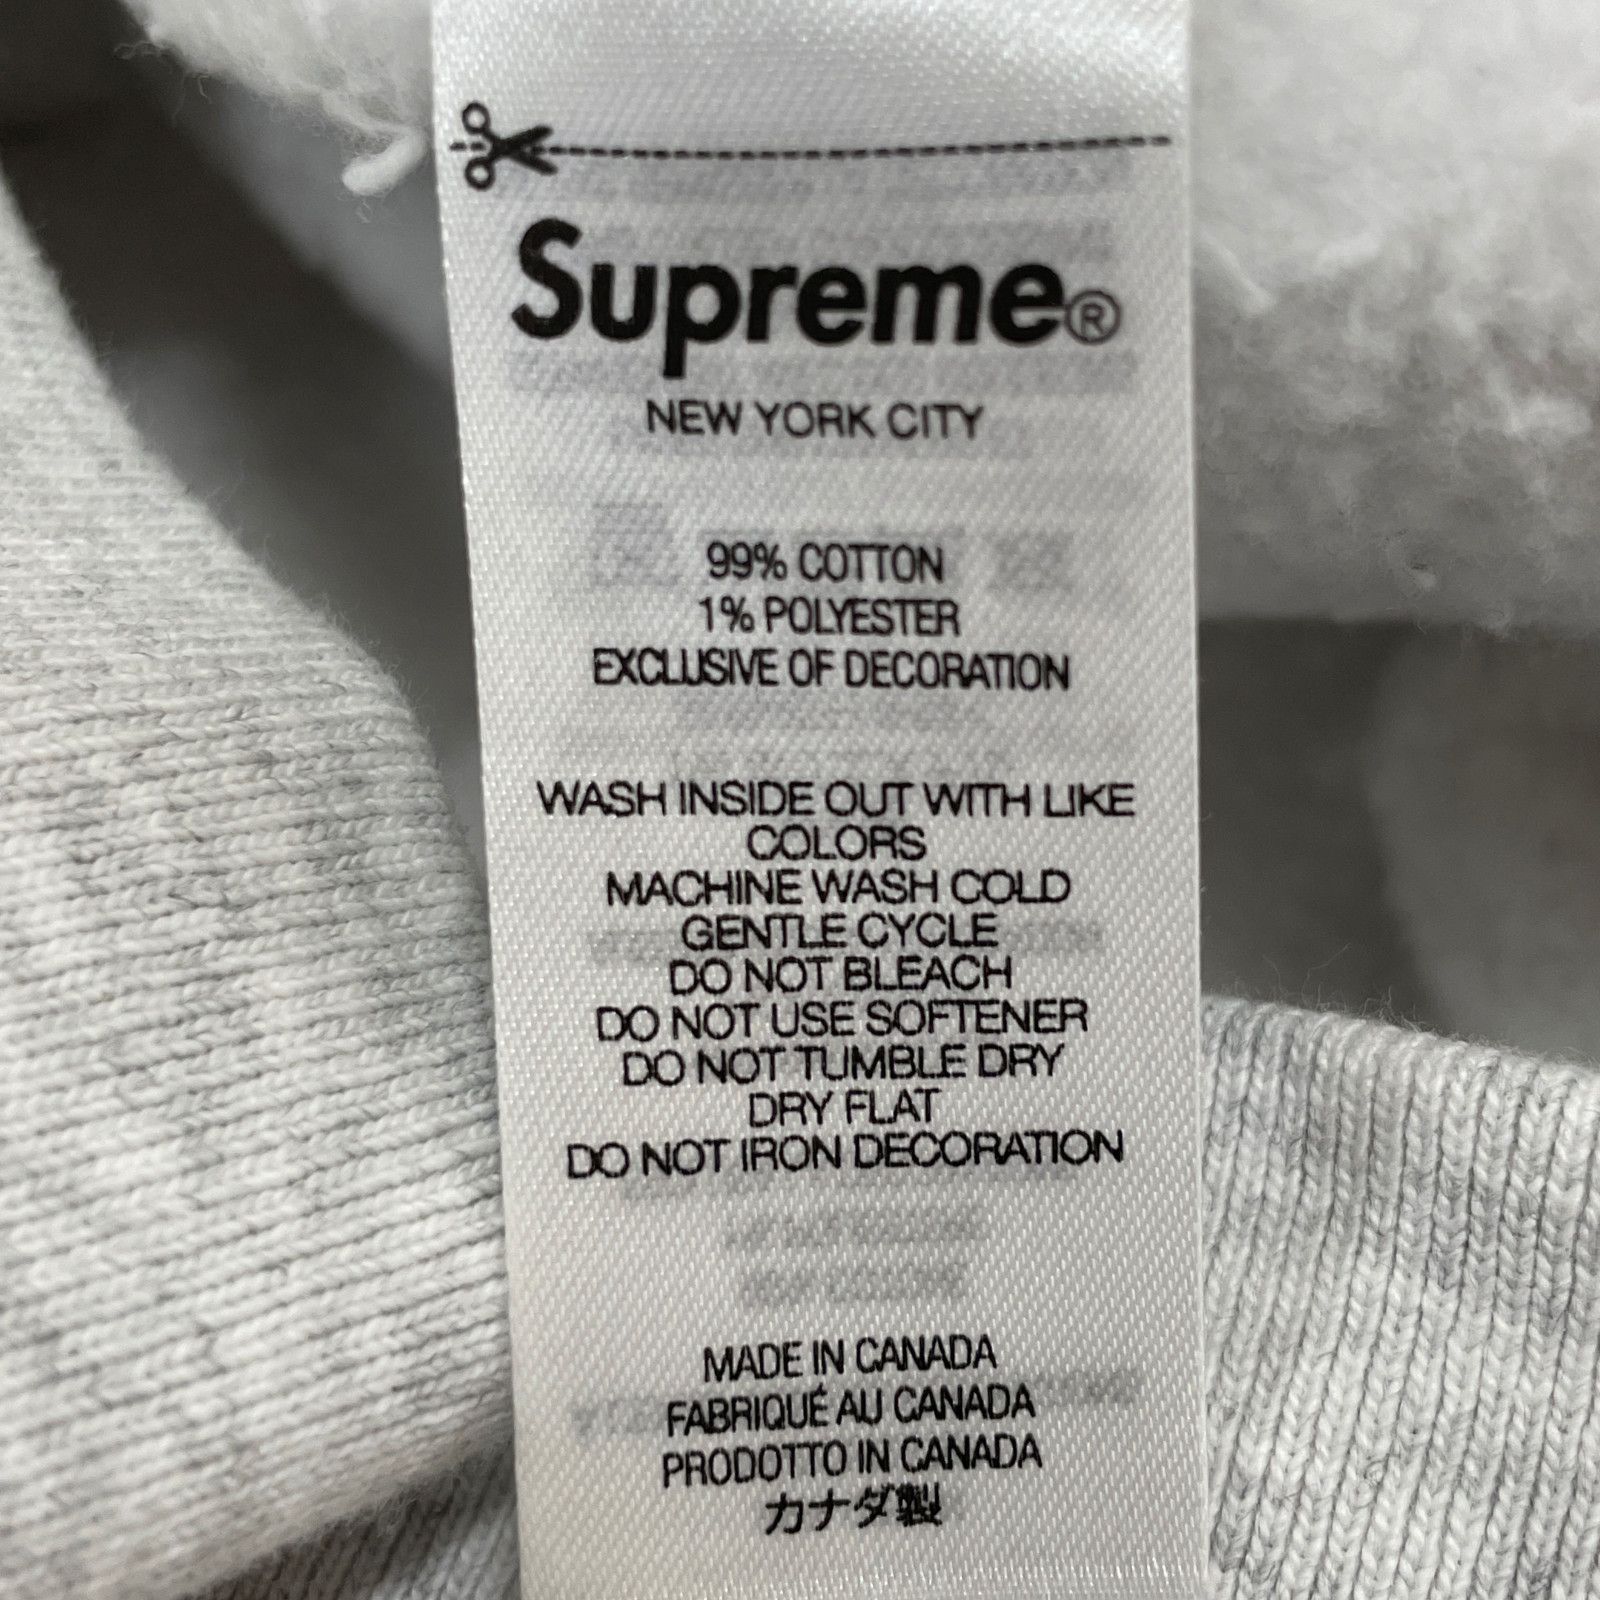 Supreme®
NEW YORK CITY
99% COTTON
1% POLYESTER
EXCLUSIVE OF DECORATION
WASH INSIDE OUT WITH LIKE
COLORS
MACHINE WASH COLD
GENTLE CYCLE
DO NOT BLEACH
DO NOT USE SOFTENER
DO NOT TUMBLE DRY
DRY FLAT
DO NOT IRON DECORATION
MADE IN CANADA
FABRIQUÉ AU CANADA
PRODOTTO IN CANADA
カナダ製